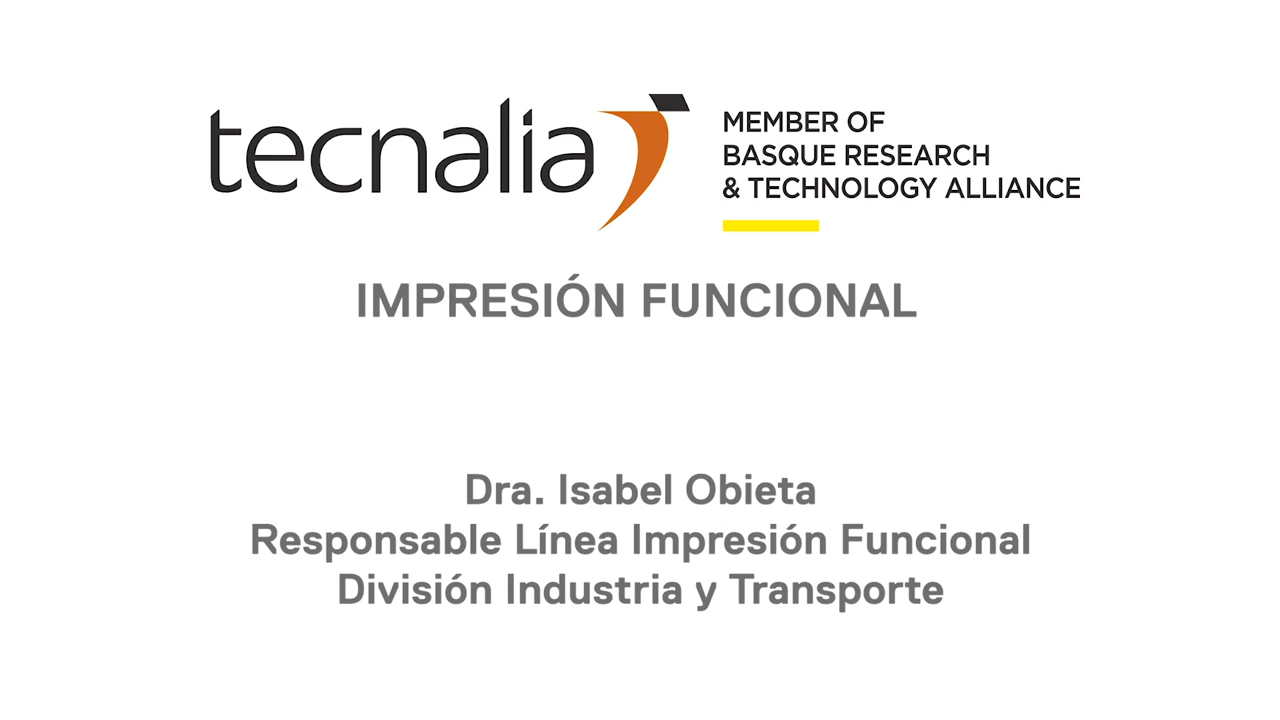 tecnalia
MEMBER OF
BASQUE RESEARCH
& TECHNOLOGY ALLIANCE
IMPRESIÓN FUNCIONAL
Dra. Isabel Obieta
Responsable Línea Impresión Funcional
División Industria y Transporte